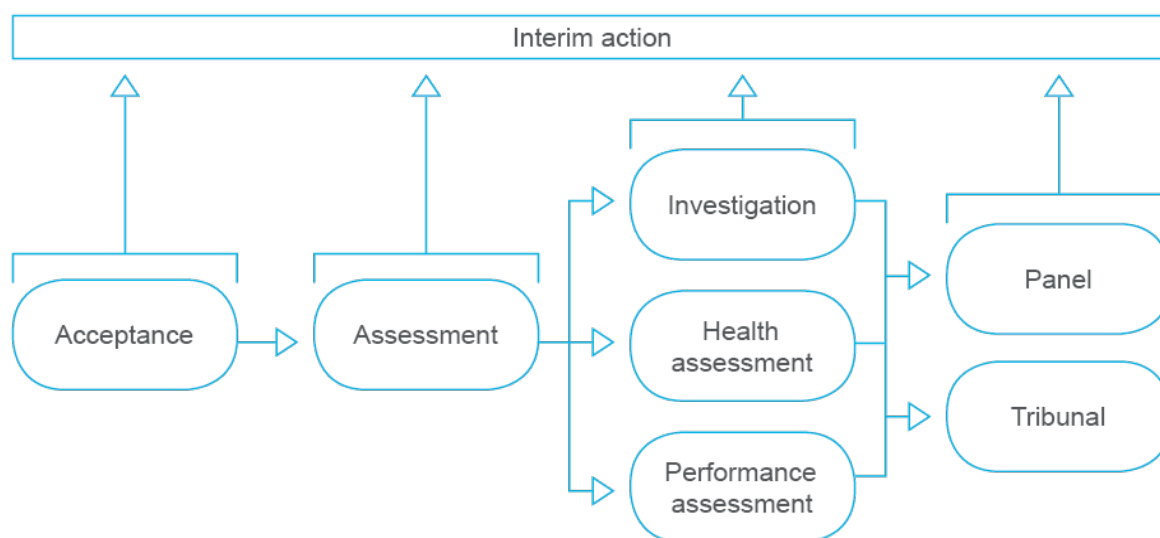 Interim action
Acceptance
Assessment
Investigation
Health
assessment
Performance
assessment
Panel
Tribunal